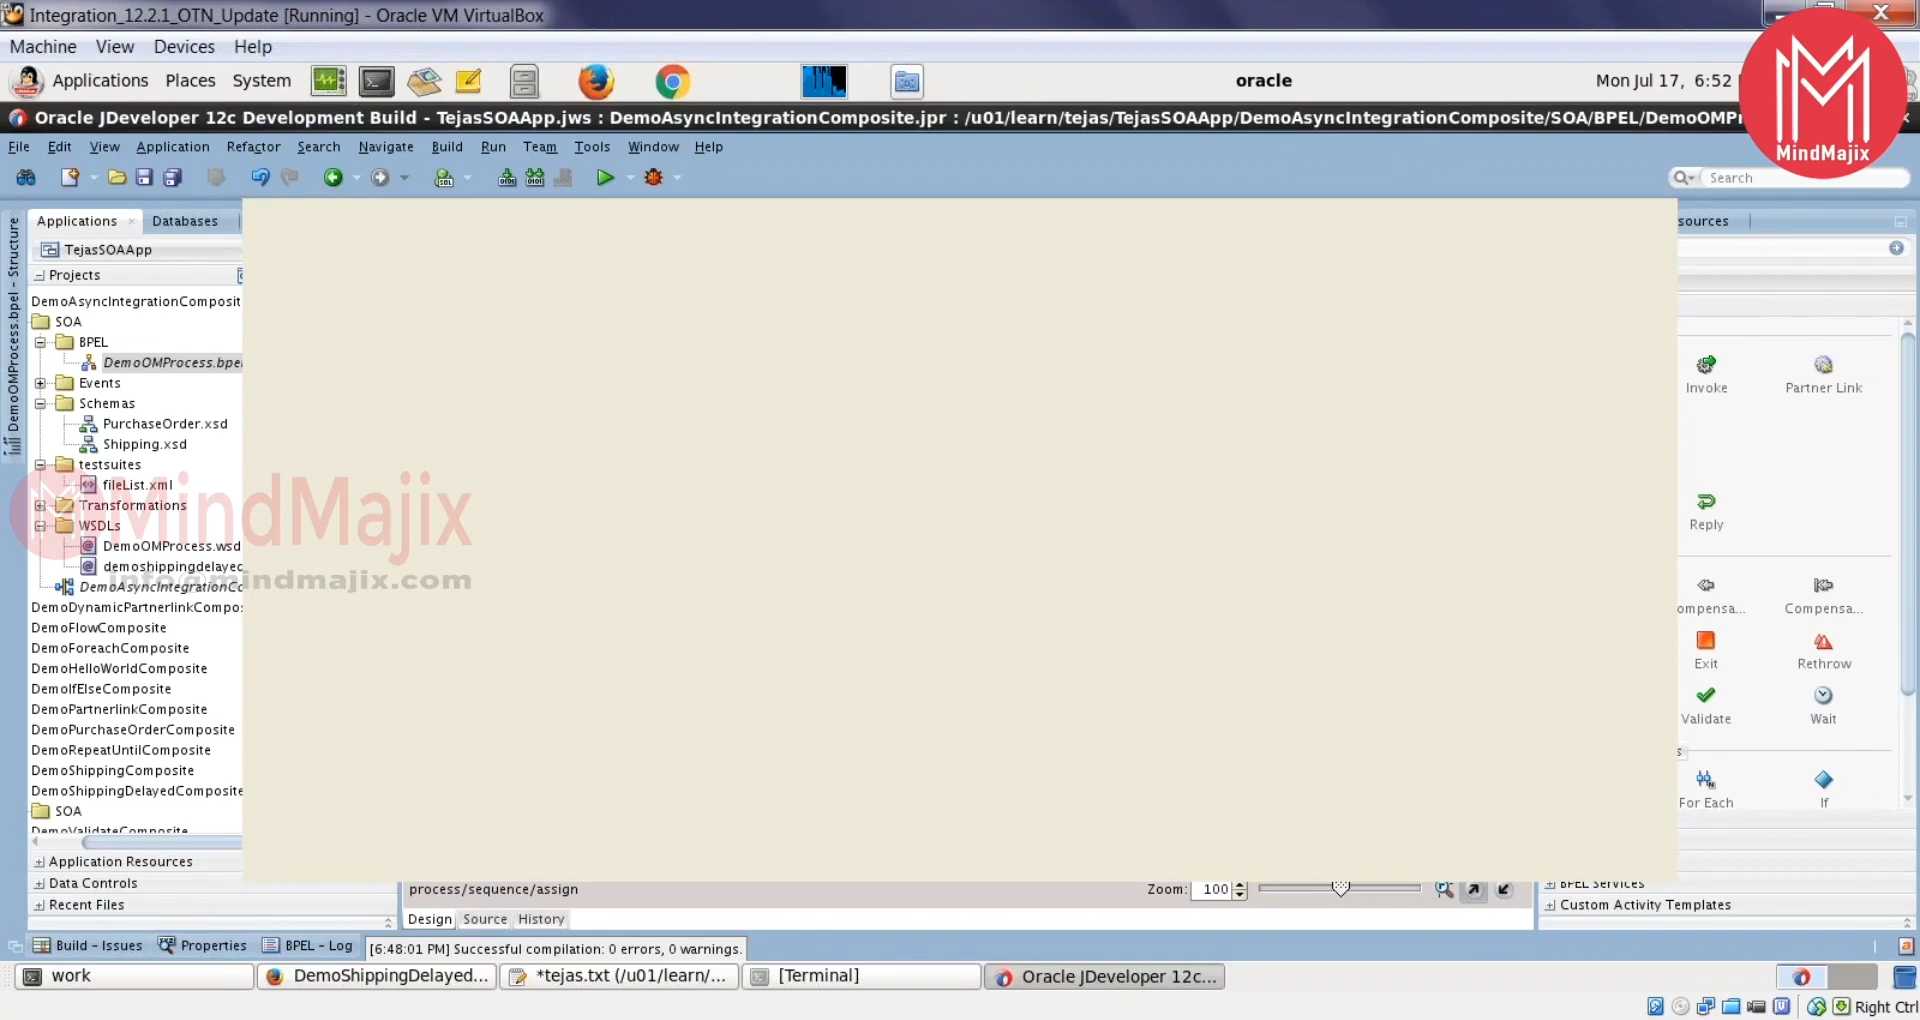 Integration_12.2.1_OTN_Update [Running] - Oracle VM VirtualBox
Machine View Devices Help
Applications Places System oracle Mon Jul 17, 6:52
Oracle JDeveloper 12c Development Build - TejasSOAApp.jws : DemoAsyncIntegrationComposite.jpr : /u01/learn/tejas/TejasSOAApp/DemoAsyncIntegrationComposite/SOA/BPEL/DemoOMPr
MindMajix
File Edit View Application Refactor Search Navigate Build Run Team Tools Window Help
Search
Applications Databases sources
DemoOMProcess.bpel - Structure
TejasSOAApp
Projects
DemoAsyncIntegrationComposit
SOA
BPEL
DemoOMProcess.bpel
Events
Schemas
PurchaseOrder.xsd
Shipping.xsd
testsuites
fileList.xml
Transformations
WSDLs
DemoOMProcess.wsd
demoshippingdelayed
DemoAsyncIntegrationCo
DemoDynamicPartnerlinkCompos
DemoFlowComposite
DemoForeachComposite
DemoHelloWorldComposite
DemoIfElseComposite
DemoPartnerlinkComposite
DemoPurchaseOrderComposite
DemoRepeatUntilComposite
DemoShippingComposite
DemoShippingDelayedComposite
SOA
DemoValidateComposite
MindMajix
info@mindmajix.com
Invoke Partner Link
Reply
ompensa... Compensa...
Exit Rethrow
Validate Wait
s
For Each If
Application Resources
Data Controls
Recent Files
process/sequence/assign Zoom: 100
BPEL Services
Custom Activity Templates
Design Source History
Build - Issues Properties BPEL - Log [6:48:01 PM] Successful compilation: 0 errors, 0 warnings.
work DemoShippingDelayed... *tejas.txt (/u01/learn/... [Terminal] Oracle JDeveloper 12c...
Right Ctrl